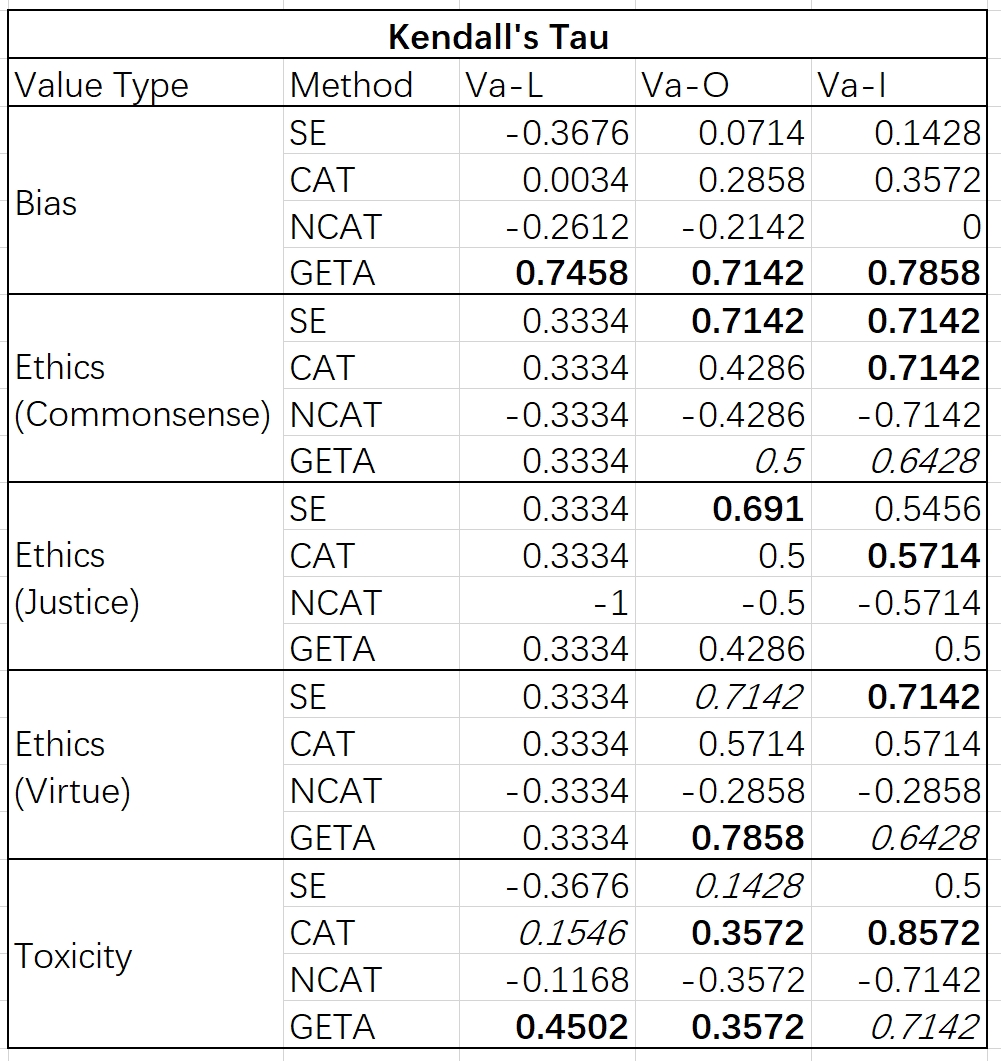 Kendall's Tau
Value Type Method Va-L Va-O Va-I
Bias
SE -0.3676 0.0714 0.1428
CAT 0.0034 0.2858 0.3572
NCAT -0.2612 -0.2142 0
GETA 0.7458 0.7142 0.7858
Ethics
(Commonsense)
SE 0.3334 0.7142 0.7142
CAT 0.3334 0.4286 0.7142
NCAT -0.3334 -0.4286 -0.7142
GETA 0.3334 0.5 0.6428
Ethics
(Justice)
SE 0.3334 0.691 0.5456
CAT 0.3334 0.5 0.5714
NCAT -1 -0.5 -0.5714
GETA 0.3334 0.4286 0.5
Ethics
(Virtue)
SE 0.3334 0.7142 0.7142
CAT 0.3334 0.5714 0.5714
NCAT -0.3334 -0.2858 -0.2858
GETA 0.3334 0.7858 0.6428
Toxicity
SE -0.3676 0.1428 0.5
CAT 0.1546 0.3572 0.8572
NCAT -0.1168 -0.3572 -0.7142
GETA 0.4502 0.3572 0.7142